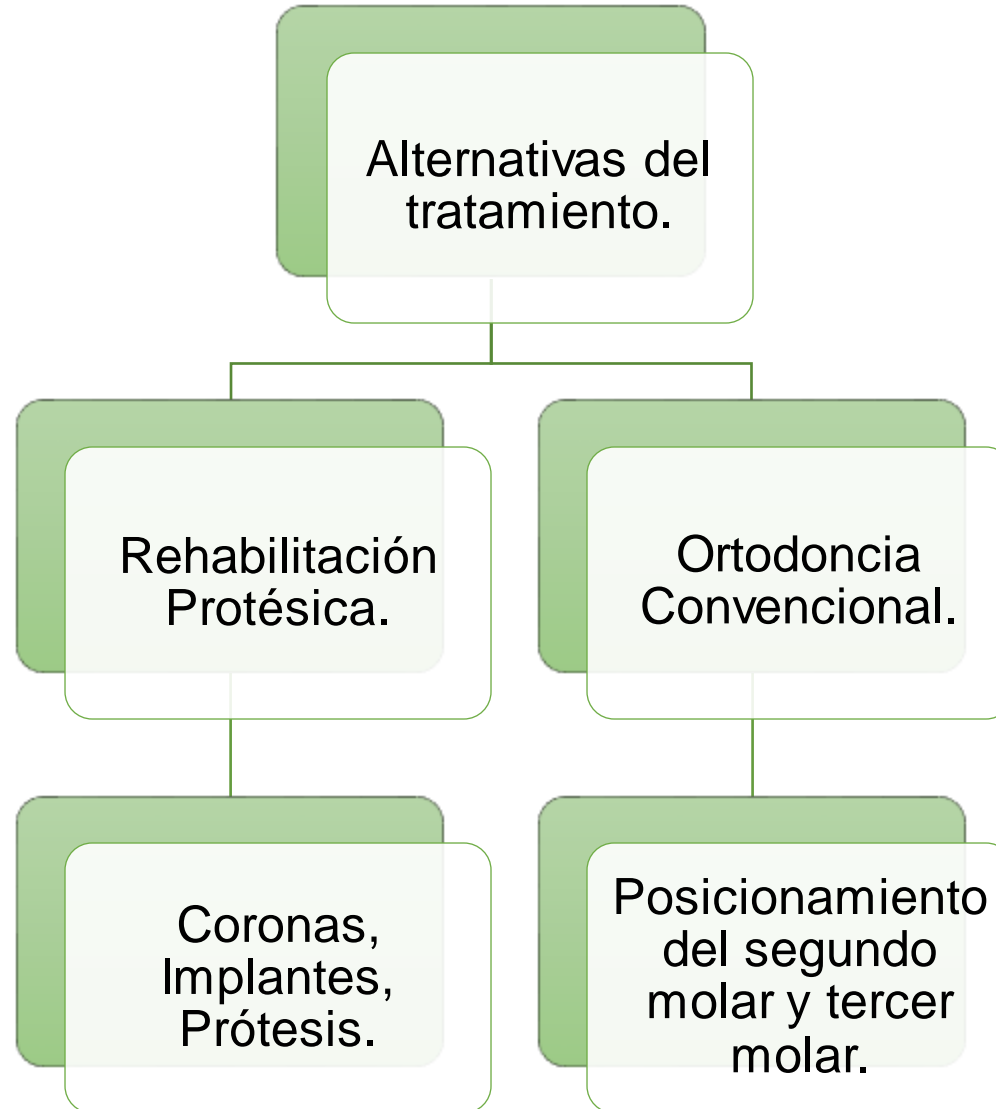 Alternativas del
tratamiento.
Rehabilitación
Protésica.
Ortodoncia
Convencional.
Coronas,
Implantes,
Prótesis.
Posicionamiento
del segundo
molar y tercer
molar.